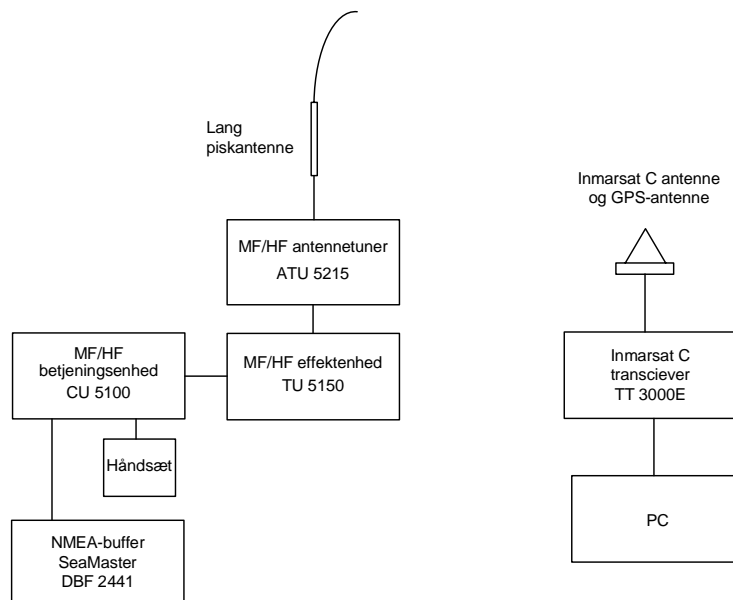 Lang
piskantenne
MF/HF antennetuner
ATU 5215
MF/HF
betjeningsenhed
CU 5100
MF/HF effektenhed
TU 5150
Håndsæt
NMEA-buffer
SeaMaster
DBF 2441
Inmarsat C antenne
og GPS-antenne
Inmarsat C
transciever
TT 3000E
PC